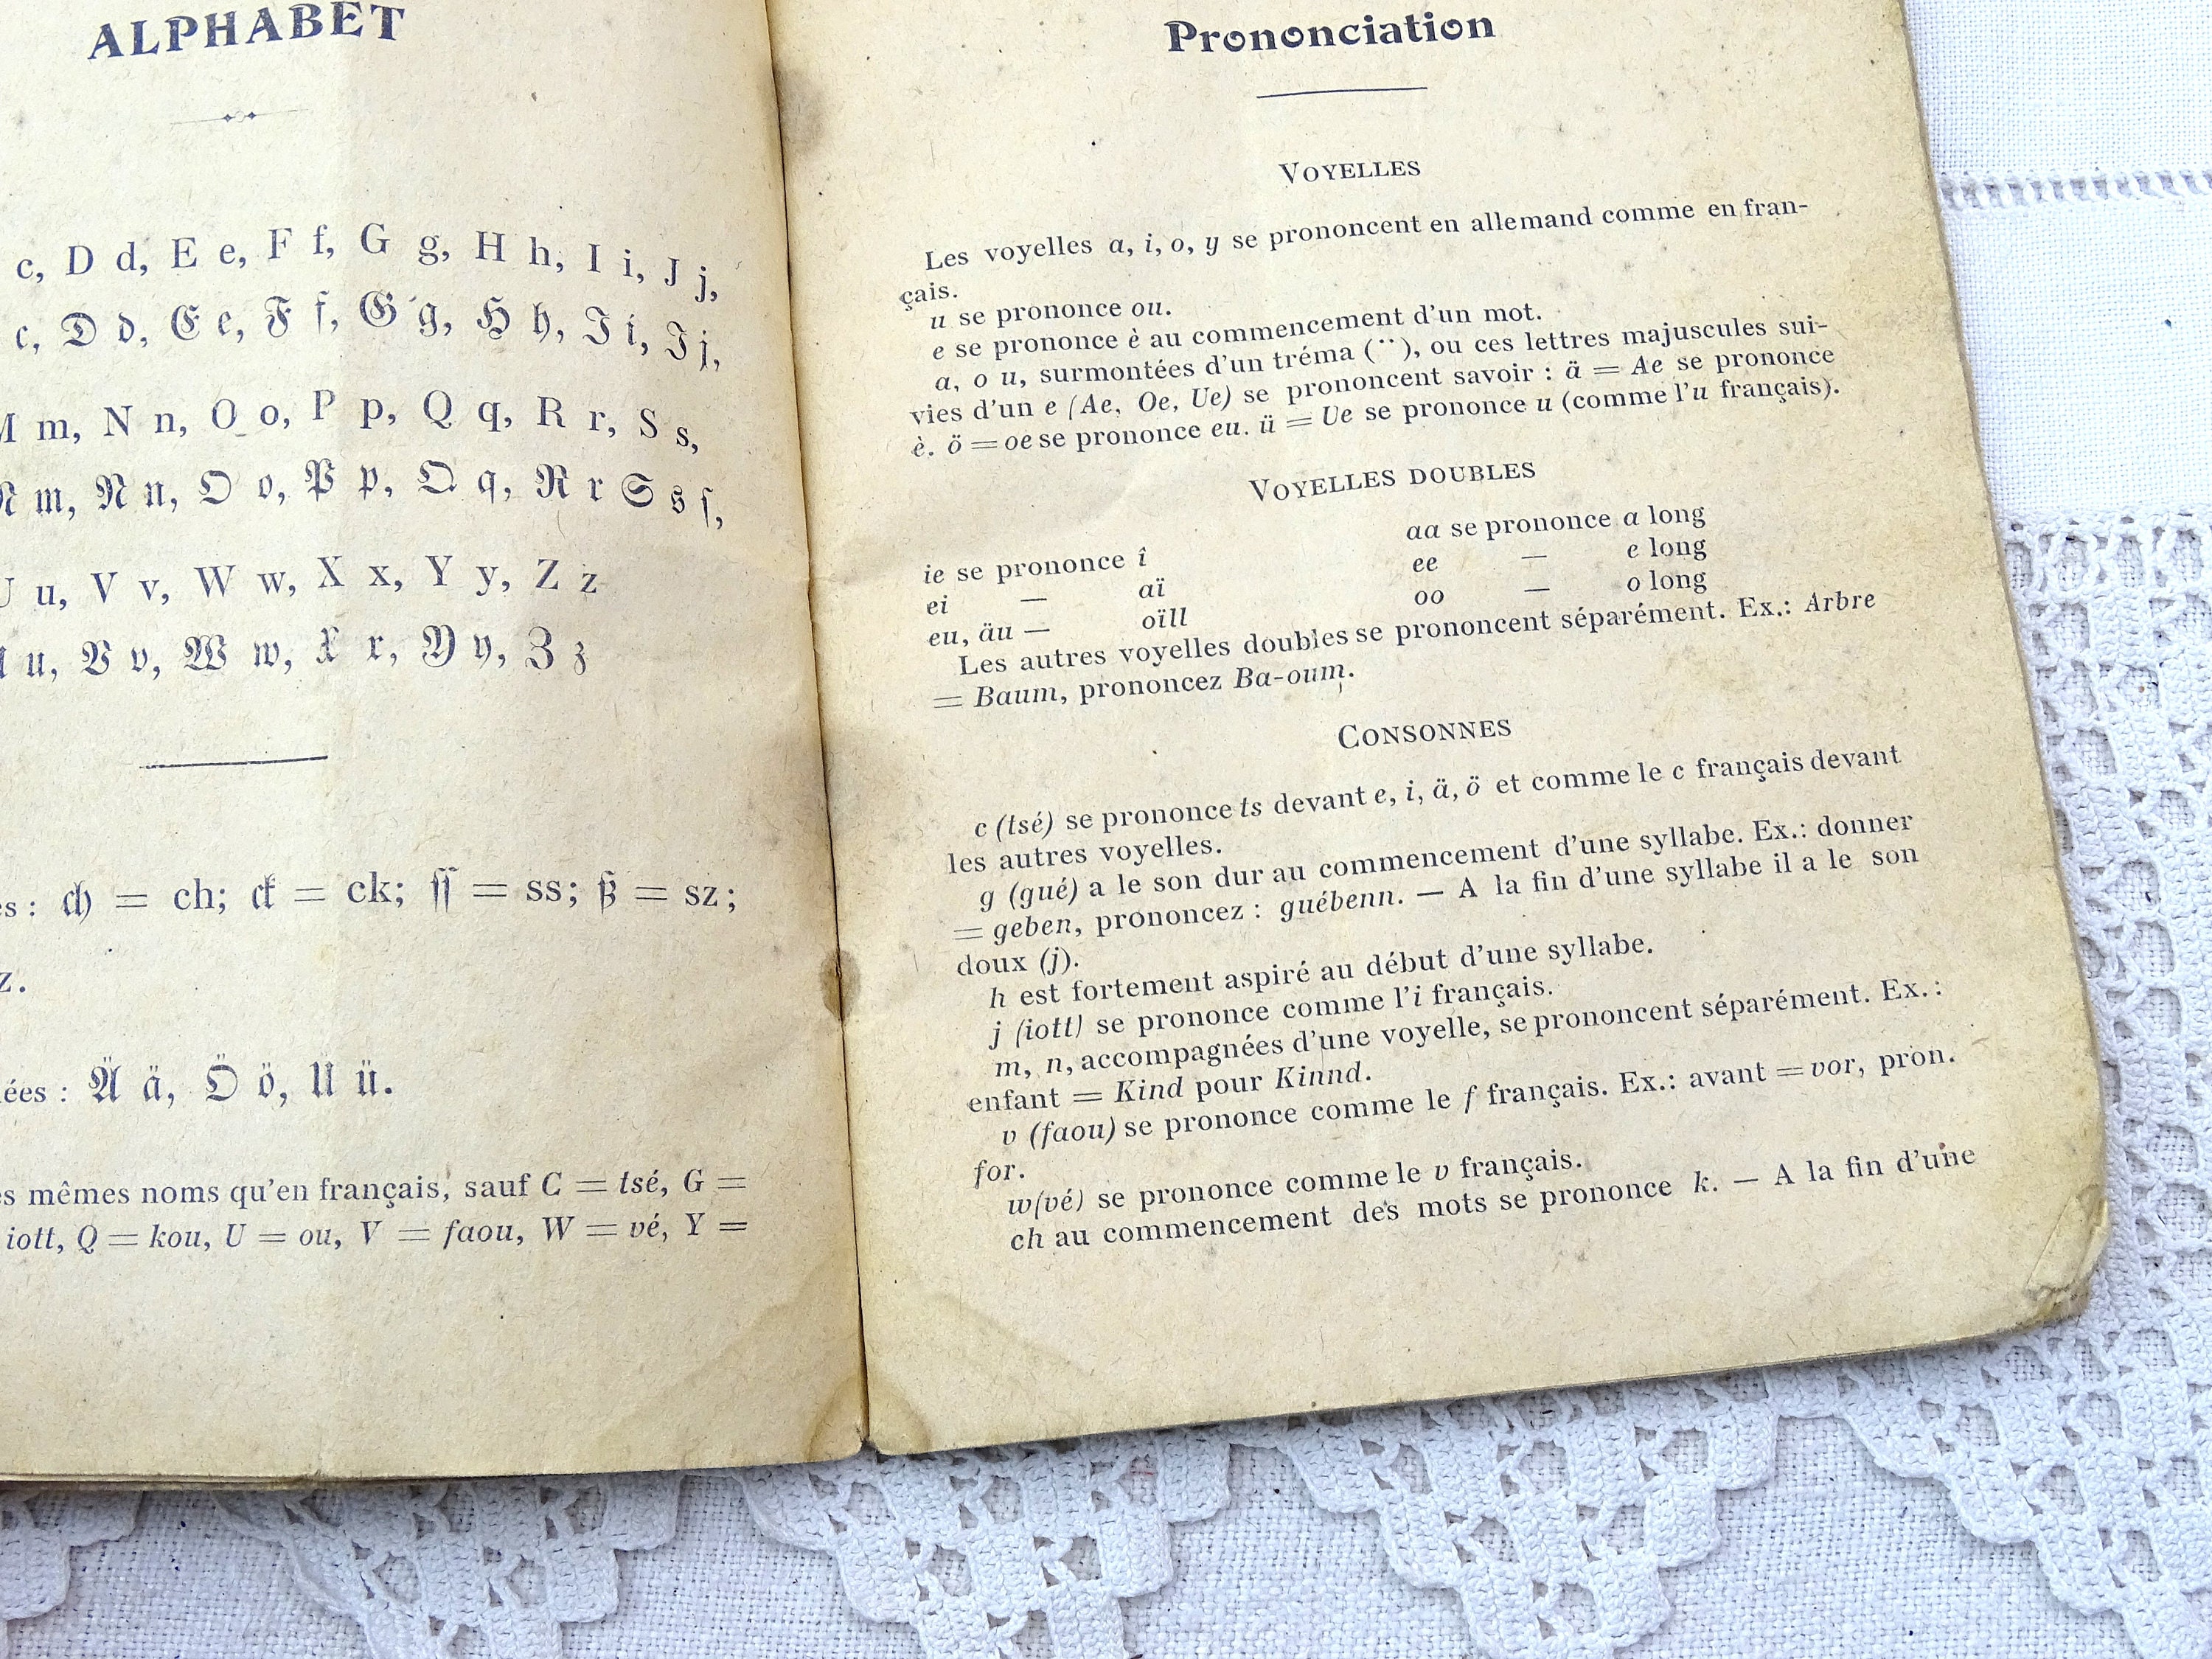 ALPHABET
c, D d, E e, F f, G g, H h, I i, J j,
c, D d, E e, F f, G g, H h, I i, J j,
M m, N n, O o, P p, Q q, R r, S s,
M m, N n, O o, P p, Q q, R r S s ſ,
U u, V v, W w, X x, Y y, Z z
U u, V v, W w, X x, Y y, Z z
es : ch = ch; ck = ck; ſſ = ss; ß = sz;
z.
ées : Ä ä, Ö ö, Ü ü.
es mêmes noms qu'en français, sauf C = tsé, G =
iott, Q = kou, U = ou, V = faou, W = vé, Y =
Prononciation
VOYELLES
Les voyelles a, i, o, y se prononcent en allemand comme en fran-
çais.
u se prononce ou.
e se prononce è au commencement d'un mot.
a, o u, surmontées d'un tréma (¨), ou ces lettres majuscules sui-
vies d'un e (Ae, Oe, Ue) se prononcent savoir : ä = Ae se prononce
è. ö = oe se prononce eu. ü = Ue se prononce u (comme l'u français).
VOYELLES DOUBLES
ie se prononce î
ei — aï
eu, äu — oïll
aa se prononce a long
ee — e long
oo — o long
Les autres voyelles doubles se prononcent séparément. Ex.: Arbre
= Baum, prononcez Ba-oum.
CONSONNES
c (tsé) se prononce ts devant e, i, ä, ö et comme le c français devant
les autres voyelles.
g (gué) a le son dur au commencement d'une syllabe. Ex.: donner
= geben, prononcez : guébenn. — A la fin d'une syllabe il a le son
doux (j).
h est fortement aspiré au début d'une syllabe.
j (iott) se prononce comme l'i français.
m, n, accompagnées d'une voyelle, se prononcent séparément. Ex.:
enfant = Kind pour Kinnd.
v (faou) se prononce comme le f français. Ex.: avant = vor, pron.
for.
w (vé) se prononce comme le v français.
ch au commencement des mots se prononce k. — A la fin d'une